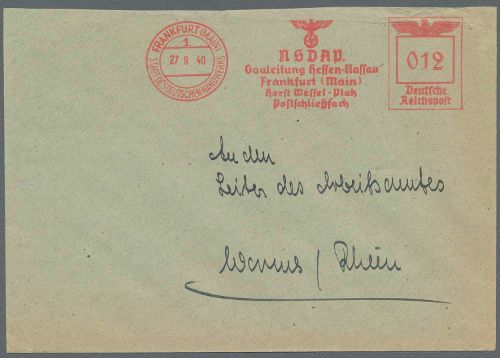 FRANKFURT (MAIN)
1
27 9 40
STADT DES DEUTSCHEN HANDWERKS
NSDAP.
Gauleitung Hessen-Nassau
Frankfurt (Main)
Horst Wessel-Platz
Postschließfach
012
Deutsche
Reichspost
An den
Leiter des Arbeitsamtes
Worms / Rhein